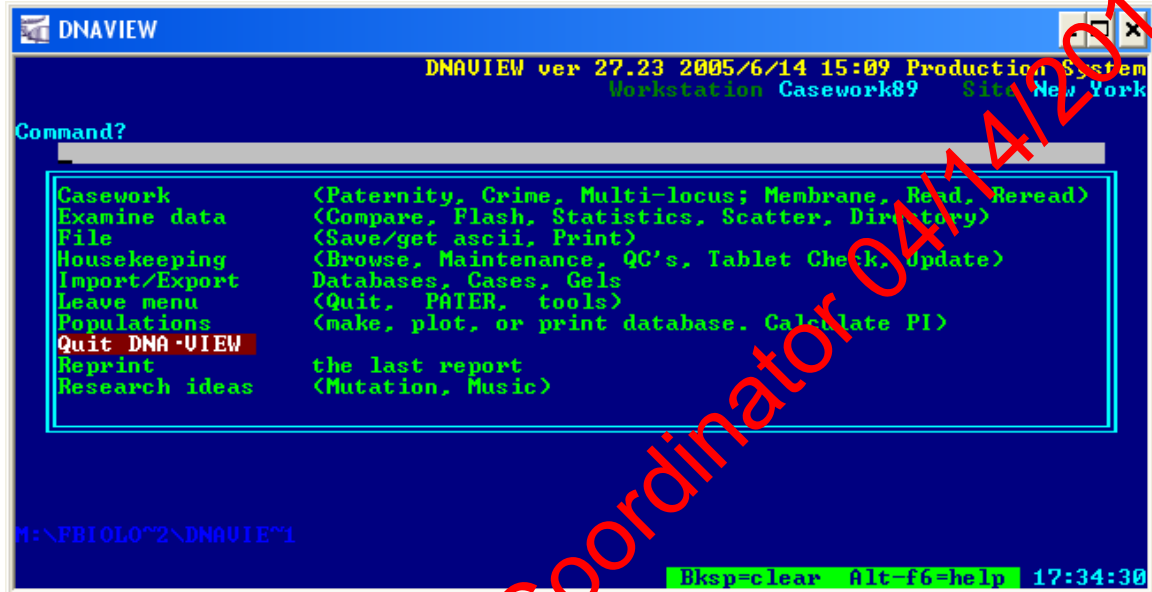 DNAVIEW
DNAVIEW ver 27.23 2005/6/14 15:09 Production System
Workstation Casework89 Site New York
Command?
Casework (Paternity, Crime, Multi-locus; Membrane, Read, Reread)
Examine data (Compare, Flash, Statistics, Scatter, Directory)
File (Save/get ascii, Print)
Housekeeping (Browse, Maintenance, QC's, Tablet Check, Update)
Import/Export Databases, Cases, Gels
Leave menu (Quit, PATER, tools)
Populations (make, plot, or print database. Calculate PI)
Quit DNA·VIEW
Reprint the last report
Research ideas (Mutation, Music)
M:\FBIOLO~2\DNAVIE~1
Bksp=clear Alt-f6=help 17:34:30
Coordinator 04/14/201